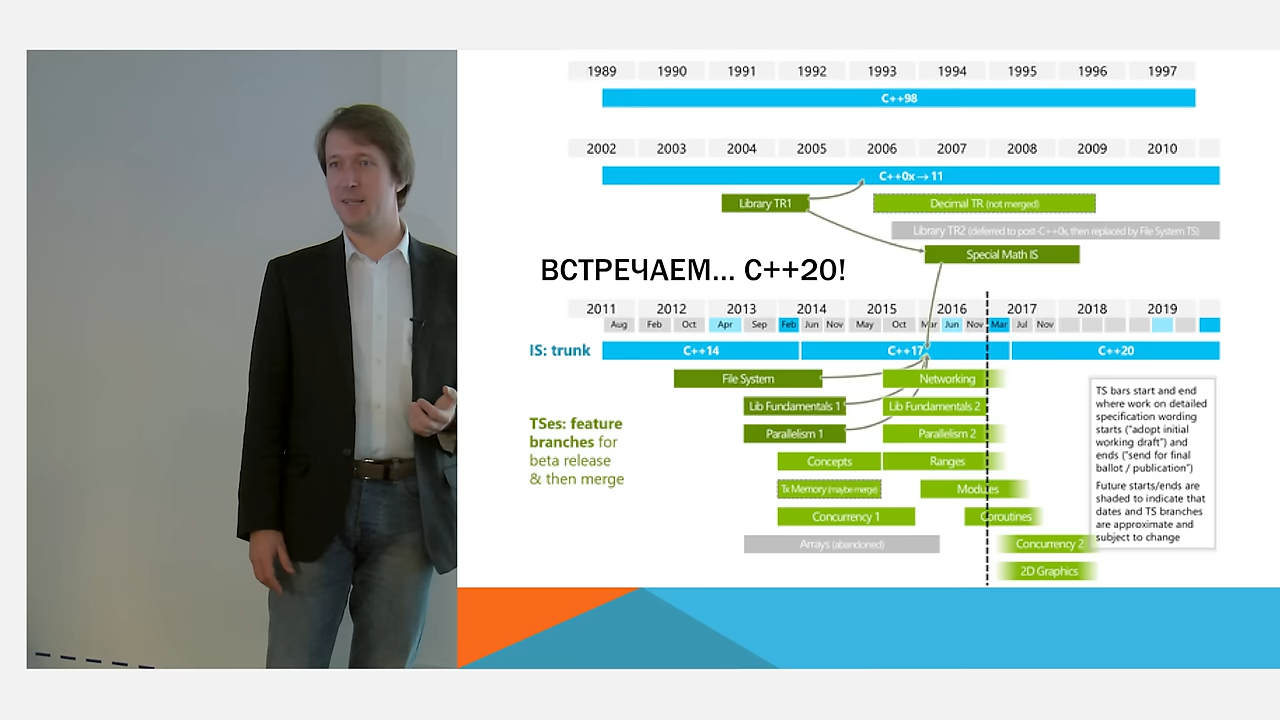 1989 1990 1991 1992 1993 1994 1995 1996 1997
C++98
2002 2003 2004 2005 2006 2007 2008 2009 2010
C++0x → 11
Library TR1
Decimal TR (not merged)
Library TR2 (deferred to post-C++0x, then replaced by File System TS)
Special Math IS
ВСТРЕЧАЕМ... C++20!
2011 2012 2013 2014 2015 2016 2017 2018 2019
Aug Feb Oct Apr Sep Feb Jun Nov May Oct Mar Jun Nov Mar Jul Nov
IS: trunk
C++14
C++17
C++20
File System
Networking
Lib Fundamentals 1
Lib Fundamentals 2
Parallelism 1
Parallelism 2
Concepts
Ranges
Tx Memory (maybe merge)
Modules
Concurrency 1
Coroutines
Arrays (abandoned)
Concurrency 2
2D Graphics
TSes: feature
branches for
beta release
& then merge
TS bars start and end
where work on detailed
specification wording
starts ("adopt initial
working draft") and
ends ("send for final
ballot / publication")
Future starts/ends are
shaded to indicate that
dates and TS branches
are approximate and
subject to change